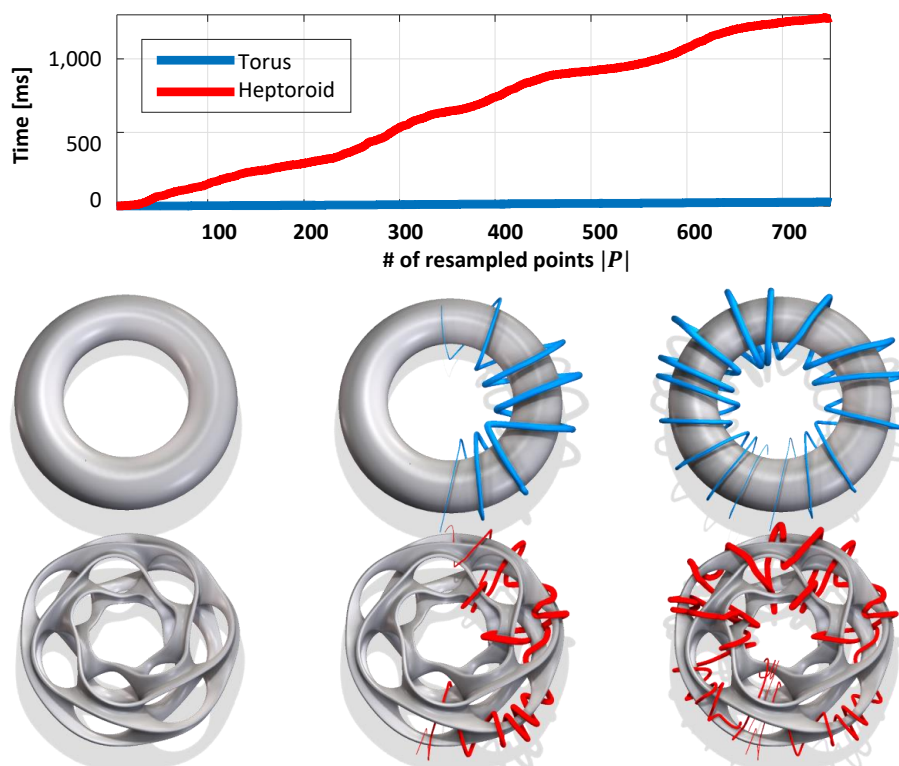 Time [ms]
1,000
500
0
Torus
Heptoroid
100 200 300 400 500 600 700
# of resampled points |P|